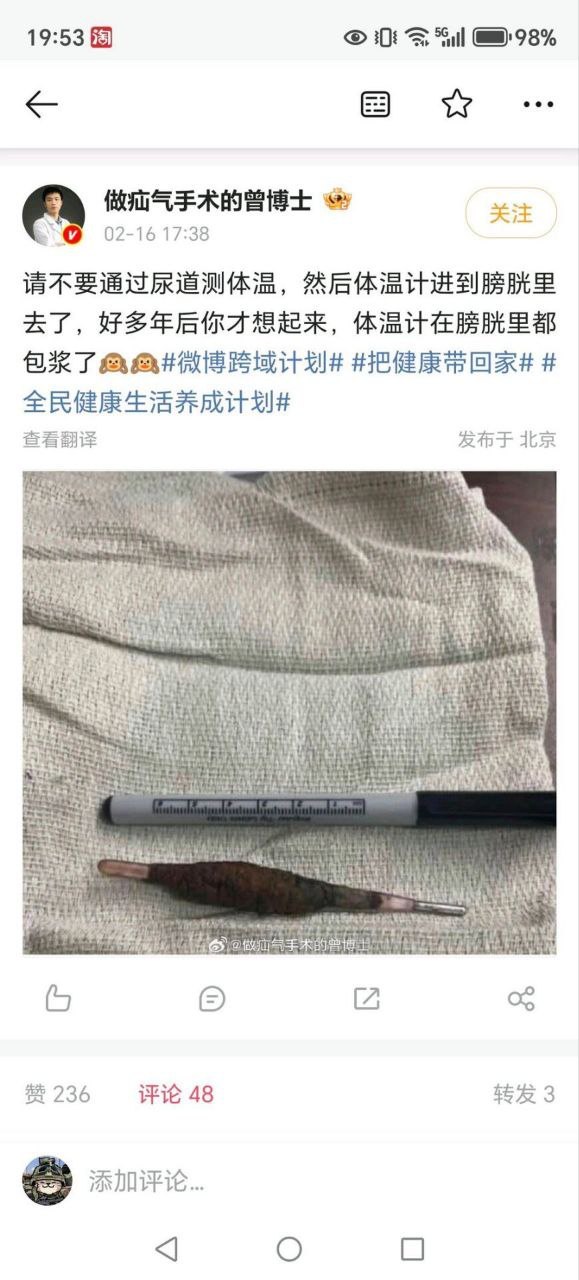 19:53 淘 5G 98%
做疝气手术的曾博士
关注
02-16 17:38
请不要通过尿道测体温，然后体温计进到膀胱里
去了，好多年后你才想起来，体温计在膀胱里都
包浆了🙊🙊#微博跨域计划# #把健康带回家# #
全民健康生活养成计划#
查看翻译 发布于 北京
6 5 4 3 2 1
@做疝气手术的曾博士
赞 236 评论 48 转发 3
添加评论...